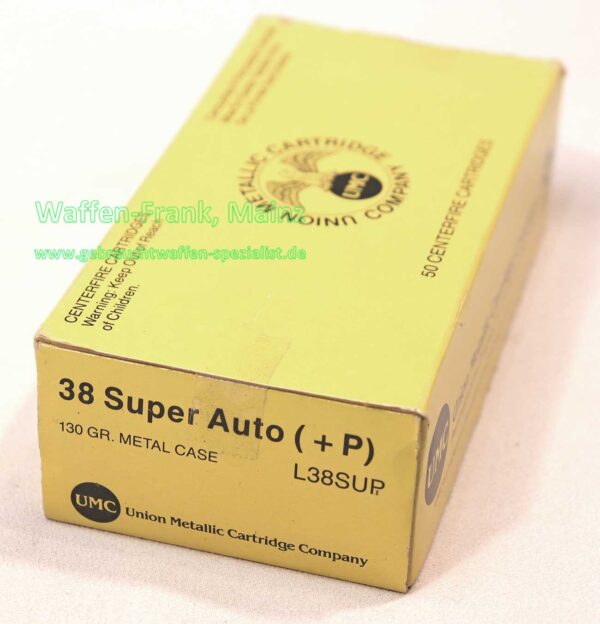 METALLIC CARTRIDGE
UNION COMPANY
UMC
50 CENTERFIRE CARTRIDGES
CENTERFIRE CARTRIDGES
Warning: Keep Out of Reach
of Children.
Waffen-Frank, Mainz
www.gebrauchtwaffen-spezialist.de
38 Super Auto ( + P)
130 GR. METAL CASE
L38SUP
UMC Union Metallic Cartridge Company
UMC